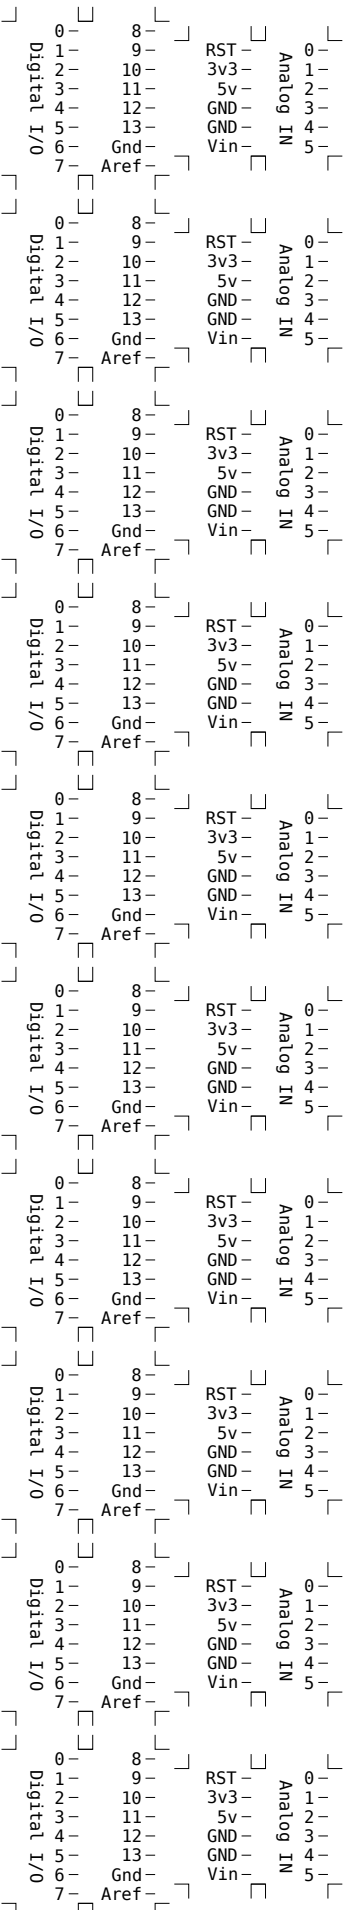 Digital I/O
Analog IN
0– 8–
1– 9– RST– 0–
2– 10– 3v3– 1–
3– 11– 5v– 2–
4– 12– GND– 3–
5– 13– GND– 4–
6– Gnd– Vin– 5–
7– Aref–
Digital I/O
Analog IN
0– 8–
1– 9– RST– 0–
2– 10– 3v3– 1–
3– 11– 5v– 2–
4– 12– GND– 3–
5– 13– GND– 4–
6– Gnd– Vin– 5–
7– Aref–
Digital I/O
Analog IN
0– 8–
1– 9– RST– 0–
2– 10– 3v3– 1–
3– 11– 5v– 2–
4– 12– GND– 3–
5– 13– GND– 4–
6– Gnd– Vin– 5–
7– Aref–
Digital I/O
Analog IN
0– 8–
1– 9– RST– 0–
2– 10– 3v3– 1–
3– 11– 5v– 2–
4– 12– GND– 3–
5– 13– GND– 4–
6– Gnd– Vin– 5–
7– Aref–
Digital I/O
Analog IN
0– 8–
1– 9– RST– 0–
2– 10– 3v3– 1–
3– 11– 5v– 2–
4– 12– GND– 3–
5– 13– GND– 4–
6– Gnd– Vin– 5–
7– Aref–
Digital I/O
Analog IN
0– 8–
1– 9– RST– 0–
2– 10– 3v3– 1–
3– 11– 5v– 2–
4– 12– GND– 3–
5– 13– GND– 4–
6– Gnd– Vin– 5–
7– Aref–
Digital I/O
Analog IN
0– 8–
1– 9– RST– 0–
2– 10– 3v3– 1–
3– 11– 5v– 2–
4– 12– GND– 3–
5– 13– GND– 4–
6– Gnd– Vin– 5–
7– Aref–
Digital I/O
Analog IN
0– 8–
1– 9– RST– 0–
2– 10– 3v3– 1–
3– 11– 5v– 2–
4– 12– GND– 3–
5– 13– GND– 4–
6– Gnd– Vin– 5–
7– Aref–
Digital I/O
Analog IN
0– 8–
1– 9– RST– 0–
2– 10– 3v3– 1–
3– 11– 5v– 2–
4– 12– GND– 3–
5– 13– GND– 4–
6– Gnd– Vin– 5–
7– Aref–
Digital I/O
Analog IN
0– 8–
1– 9– RST– 0–
2– 10– 3v3– 1–
3– 11– 5v– 2–
4– 12– GND– 3–
5– 13– GND– 4–
6– Gnd– Vin– 5–
7– Aref–